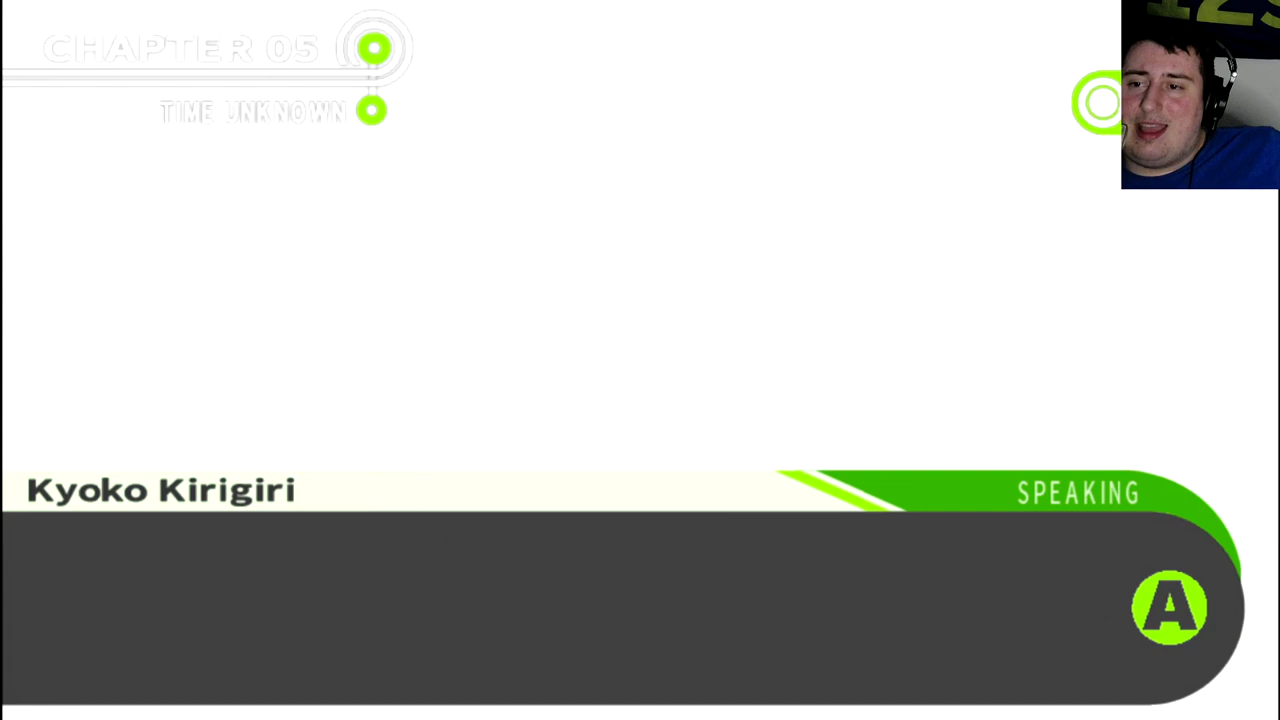 CHAPTER 05
TIME UNKNOWN
Kyoko Kirigiri
SPEAKING
A